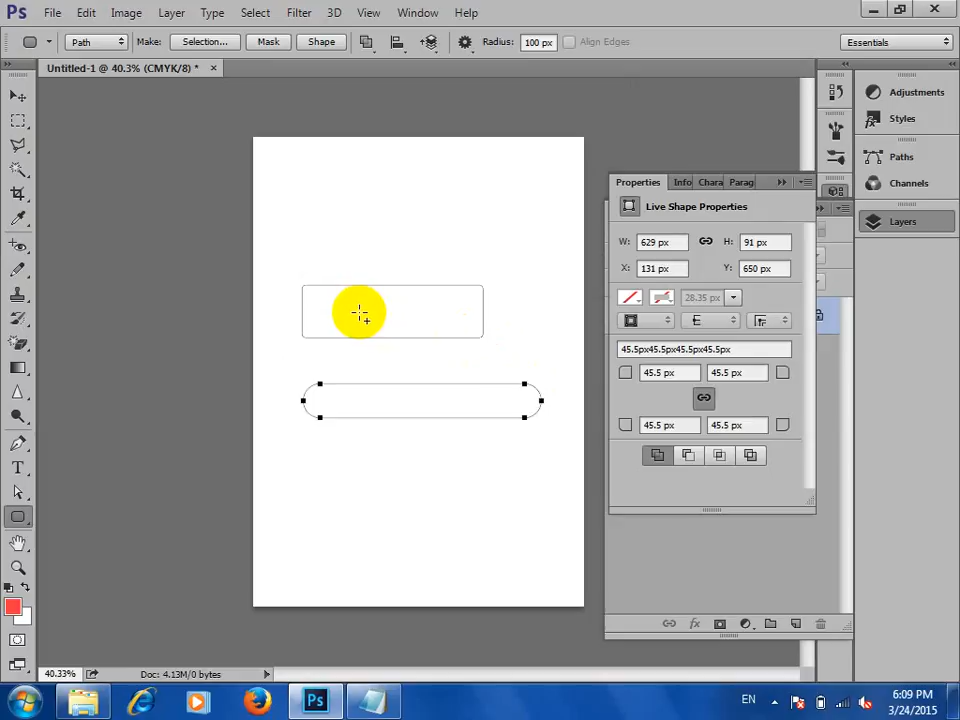 Ps File Edit Image Layer Type Select Filter 3D View Window Help
Path Make: Selection... Mask Shape Radius: 100 px Align Edges Essentials
Untitled-1 @ 40.3% (CMYK/8) * ×
Adjustments
Styles
Paths
Channels
Layers
Properties Info Chara Parag
Live Shape Properties
W: 629 px H: 91 px
X: 131 px Y: 650 px
28.35 px
45.5px45.5px45.5px45.5px
45.5 px 45.5 px
45.5 px 45.5 px
fx
40.33% Doc: 4.13M/0 bytes
Ps EN 6:09 PM
3/24/2015